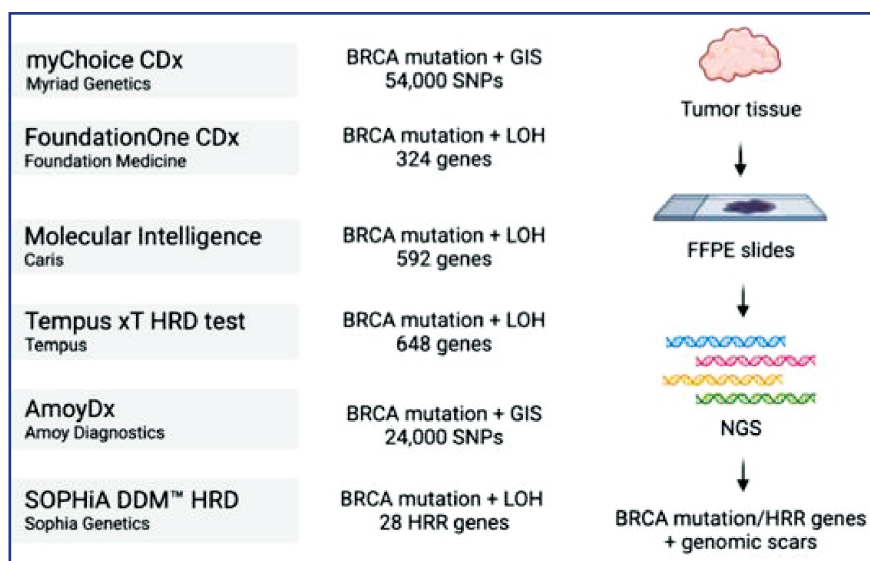 myChoice CDx
Myriad Genetics
BRCA mutation + GIS
54,000 SNPs
FoundationOne CDx
Foundation Medicine
BRCA mutation + LOH
324 genes
Molecular Intelligence
Caris
BRCA mutation + LOH
592 genes
Tempus xT HRD test
Tempus
BRCA mutation + LOH
648 genes
AmoyDx
Amoy Diagnostics
BRCA mutation + GIS
24,000 SNPs
SOPHiA DDM™ HRD
Sophia Genetics
BRCA mutation + LOH
28 HRR genes
Tumor tissue
FFPE slides
NGS
BRCA mutation/HRR genes
+ genomic scars